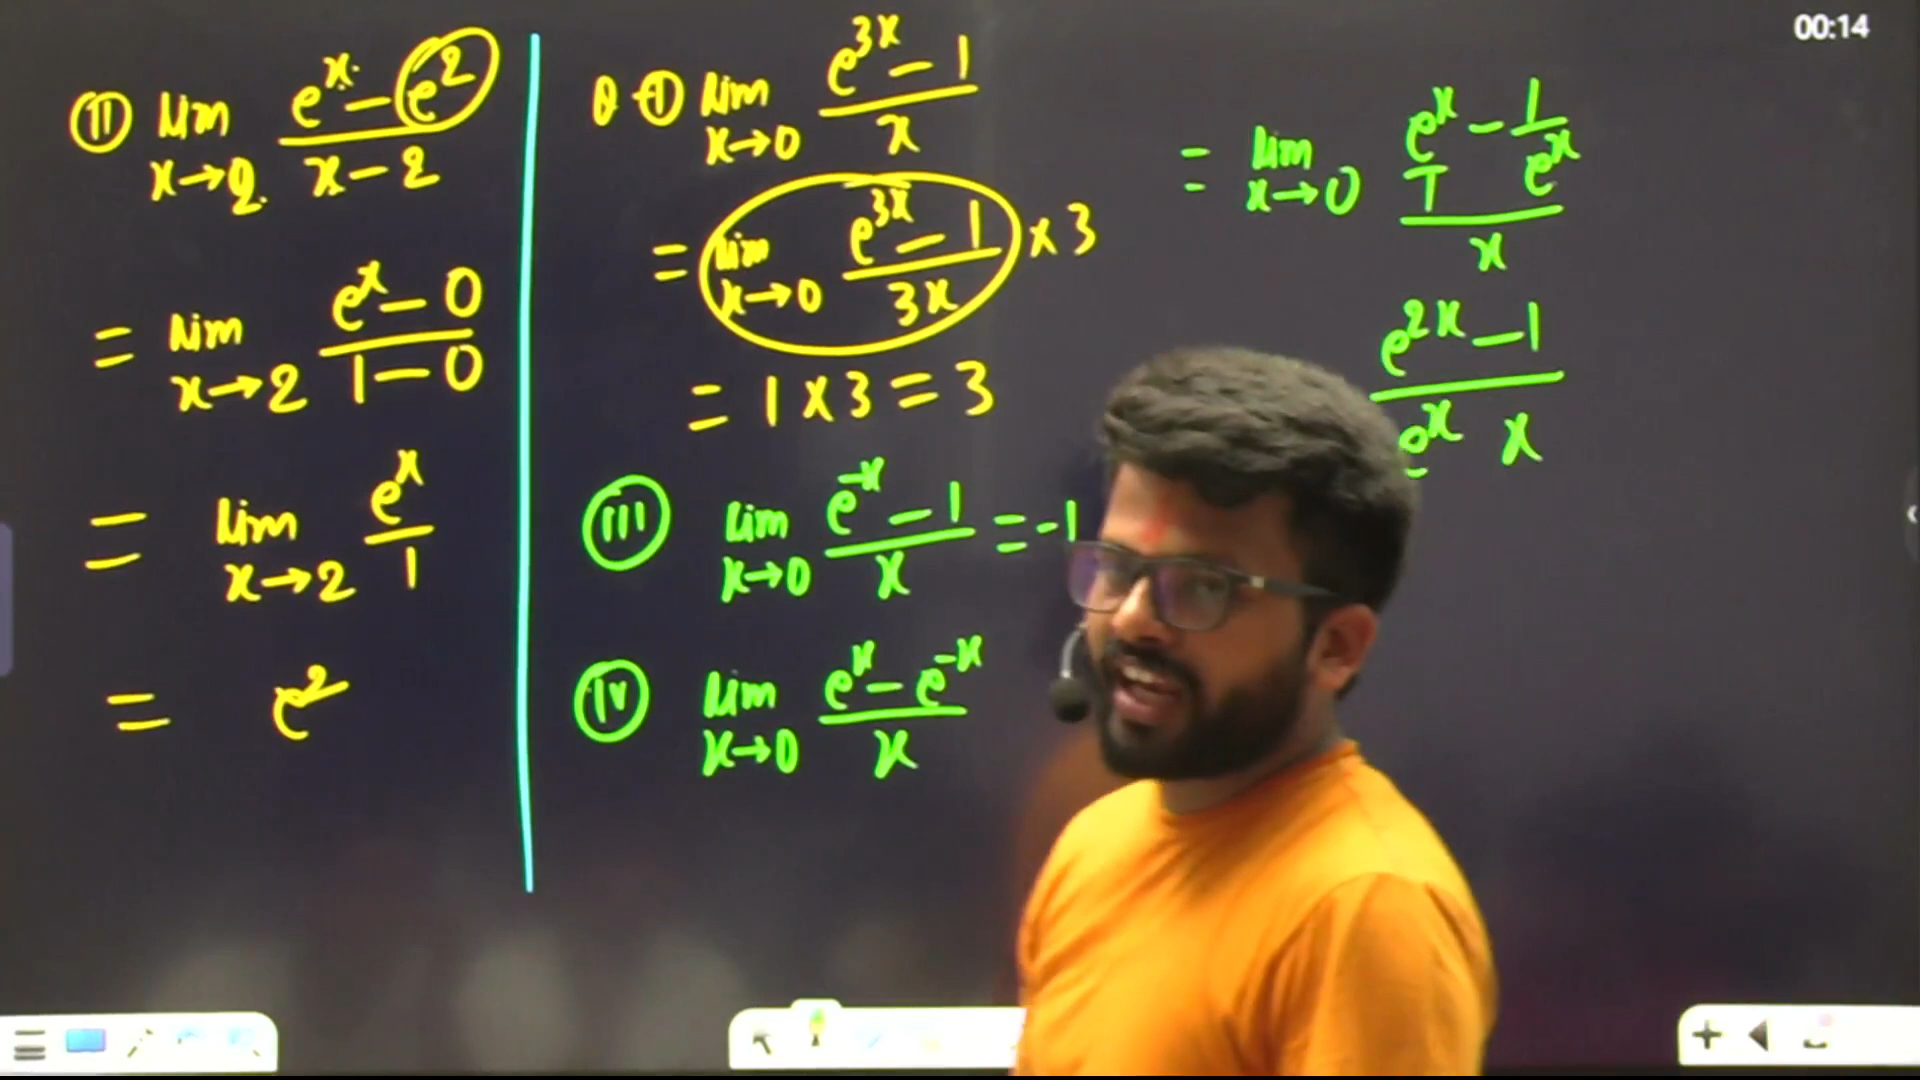 (ii) lim x→2 (e^x - e^2)/(x - 2)
= lim x→2 (e^x - 0)/(1 - 0)
= lim x→2 e^x/1
= e^2
Q (i) lim x→0 (e^3x - 1)/x
= lim x→0 (e^3x - 1)/3x × 3
= 1 × 3 = 3
(iii) lim x→0 (e^-x - 1)/x = -1
(iv) lim x→0 (e^x - e^-x)/x
00:14
= lim x→0 (e^x/1 - 1/e^x)/x
(e^2x - 1)/(e^x x)